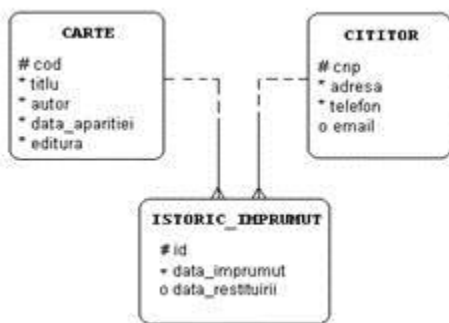 CARTE
# cod
* titlu
* autor
* data_aparitiei
* editura
CITITOR
# cnp
* adresa
* telefon
o email
ISTORIC_IMPRUMUT
# id
* data_imprumut
o data_restituirii